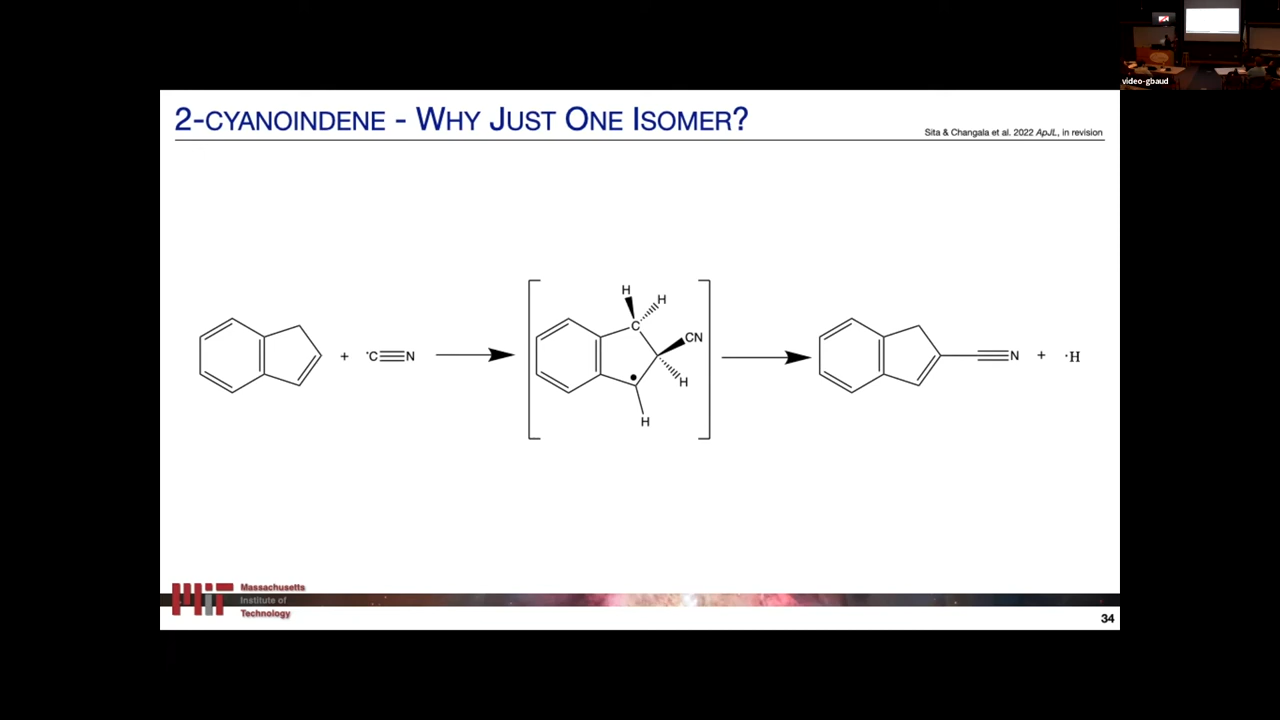 video-gbaud
2-CYANOINDENE - WHY JUST ONE ISOMER?
Sita & Changala et al. 2022 ApJL, in revision
H
H
C
CN
H
H
+ ·C≡N
N + ·H
MIT Massachusetts
Institute of
Technology
34